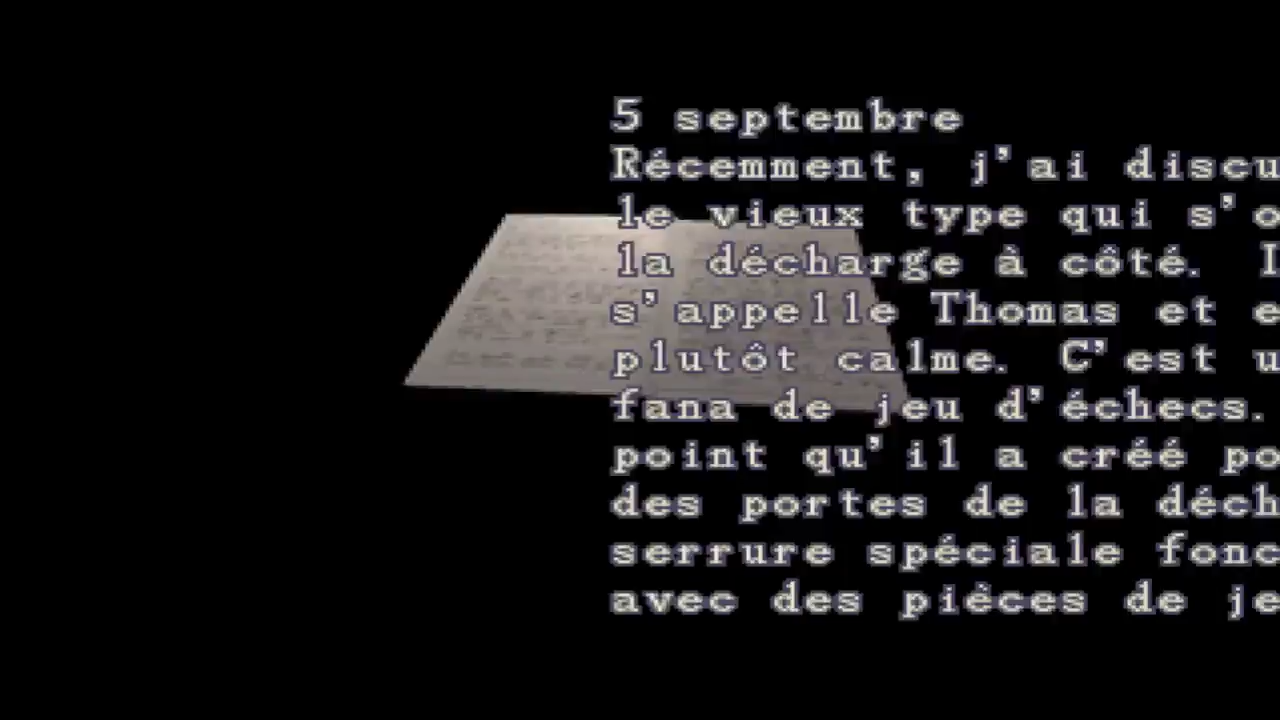 5 septembre
Récemment, j'ai discu
le vieux type qui s'o
la décharge à côté. I
s'appelle Thomas et e
plutôt calme. C'est u
fana de jeu d'échecs.
point qu'il a créé po
des portes de la déch
serrure spéciale fonc
avec des pièces de je